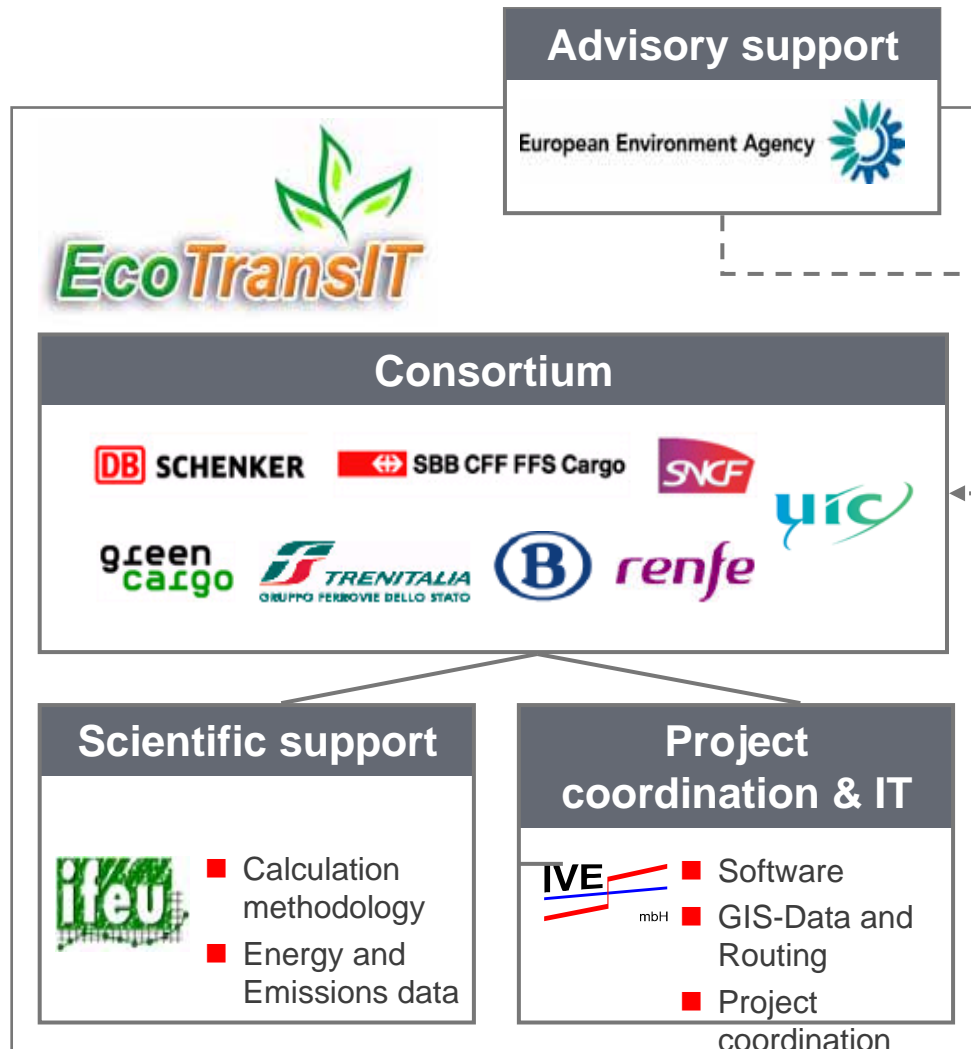 Advisory support
European Environment Agency
EcoTransIT
Consortium
DB SCHENKER
SBB CFF FFS Cargo
SNCF
uic
green
cargo
TRENITALIA
GRUPPO FERROVIE DELLO STATO
B
renfe
Scientific support
ifeu
Calculation
methodology
Energy and
Emissions data
Project
coordination & IT
IVE
mbH
Software
GIS-Data and
Routing
Project
coordination